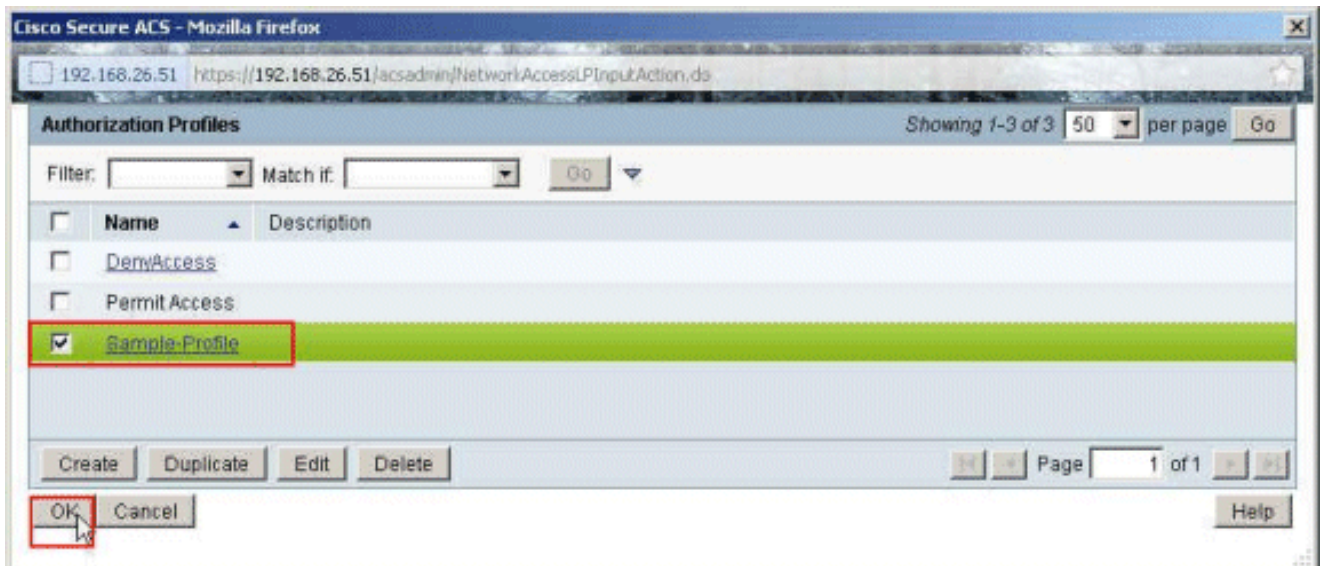 Cisco Secure ACS - Mozilla Firefox
192.168.26.51 https://192.168.26.51/acsadmin/NetworkAccessLPInputAction.do
Authorization Profiles Showing 1-3 of 3 50 per page Go
Filter: Match if: Go
Name Description
DenyAccess
Permit Access
Sample-Profile
Create Duplicate Edit Delete Page 1 of 1
OK Cancel Help